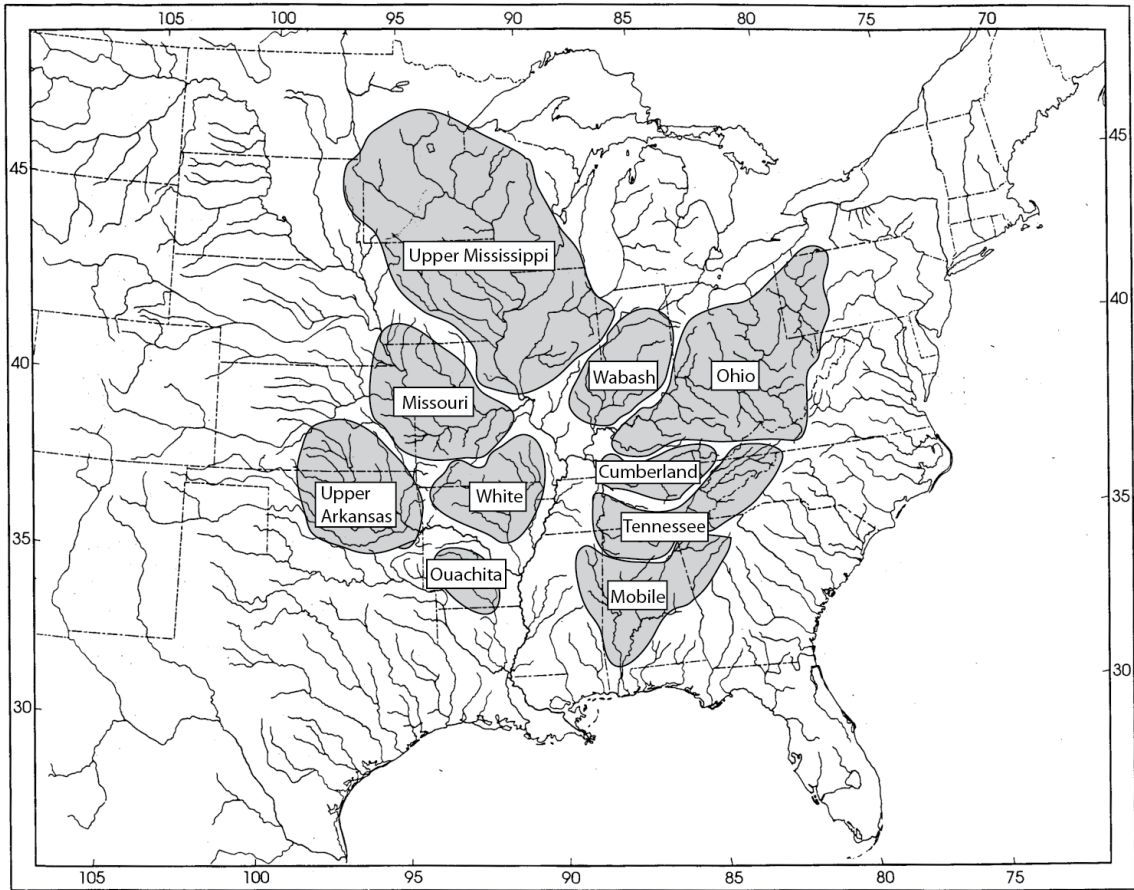 105 100 95 90 85 80 75 70
45 45
Upper Mississippi
40
40
Wabash
Ohio
Missouri
Cumberland
Upper
Arkansas
White
35
Tennessee
35
Ouachita
Mobile
30
30
105 100 95 90 85 80 75